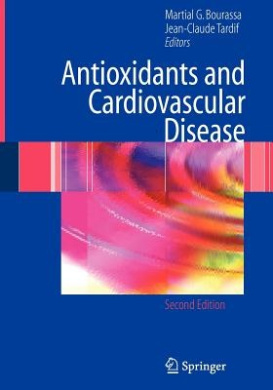 Martial G. Bourassa
Jean-Claude Tardif
Editors
Antioxidants and
Cardiovascular
Disease
Second Edition
Springer